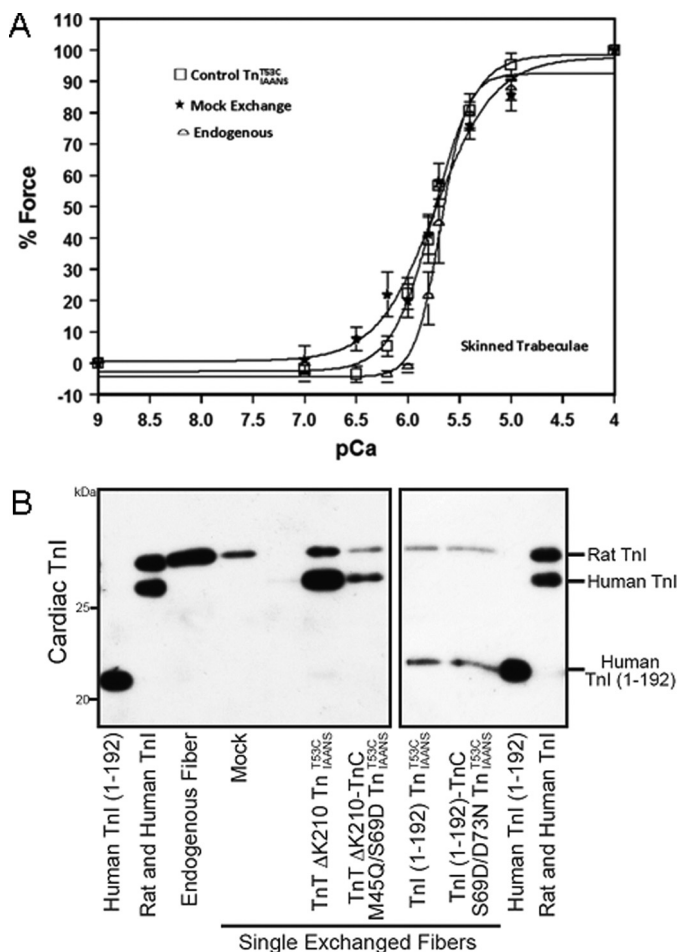 A
110
100
90
80
70
60
50
40
30
20
10
0
-10
% Force
Control Tn T53C IAANS
Mock Exchange
Endogenous
Skinned Trabeculae
9
8.5
8.0
7.5
7.0
6.5
6.0
5.5
5.0
4
pCa
B
kDa
25
20
Cardiac TnI
Rat TnI
Human TnI
Human
TnI (1-192)
Human TnI (1-192)
Rat and Human TnI
Endogenous Fiber
Mock
TnT ΔK210 Tn T53C IAANS
TnT ΔK210-TnC
M45Q/S69D Tn T53C IAANS
TnI (1-192) Tn T53C IAANS
TnI (1-192)-TnC
S69D/D73N Tn T53C IAANS
Human TnI (1-192)
Rat and Human TnI
Single Exchanged Fibers